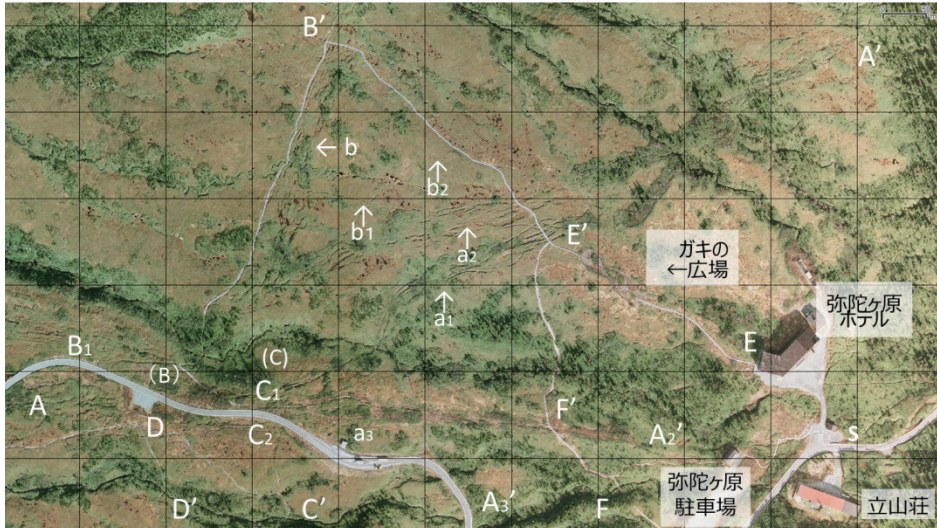 B′
A′
← b
↑
b2
↑
b1
↑
a2
E′
ガキの
←広場
↑
a1
弥陀ヶ原
ホテル
B1
(B)
(C)
E
A
D
C1
C2
F′
a3
A2′
s
D′
C′
A3′
F
弥陀ヶ原
駐車場
立山荘